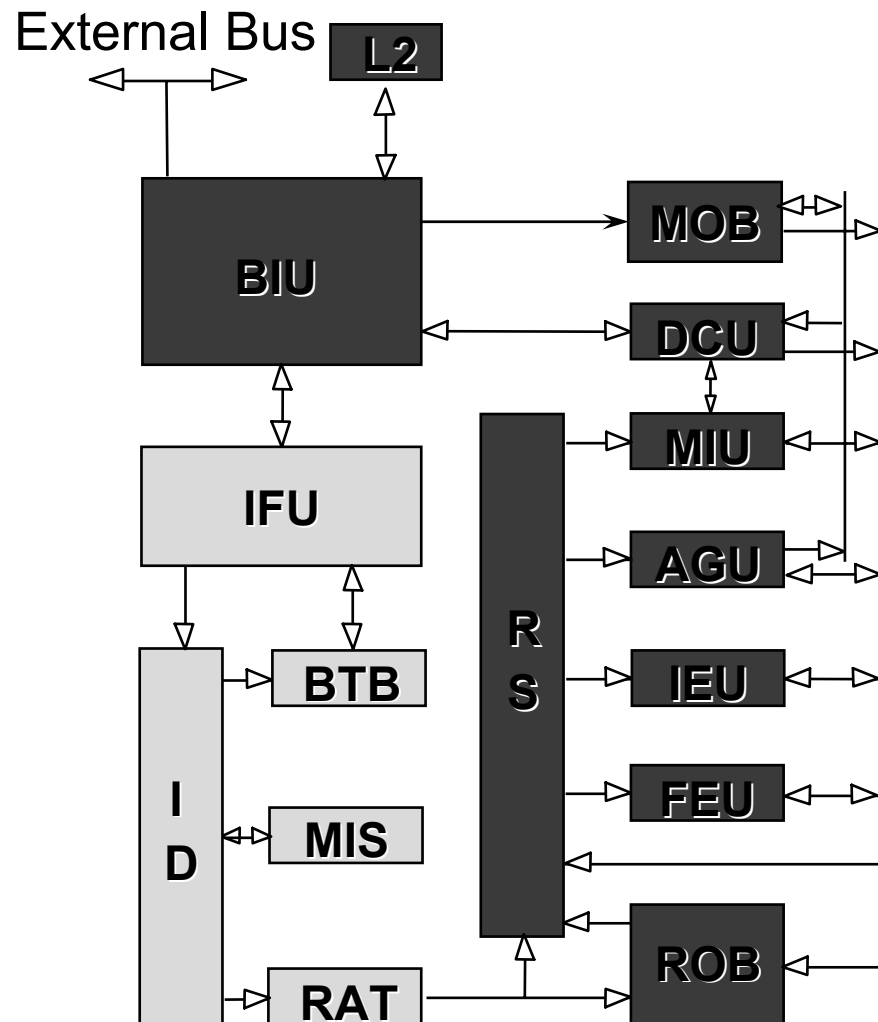 External Bus
L2
BIU
MOB
DCU
MIU
IFU
AGU
R
S
BTB
IEU
I
D
MIS
FEU
RAT
ROB